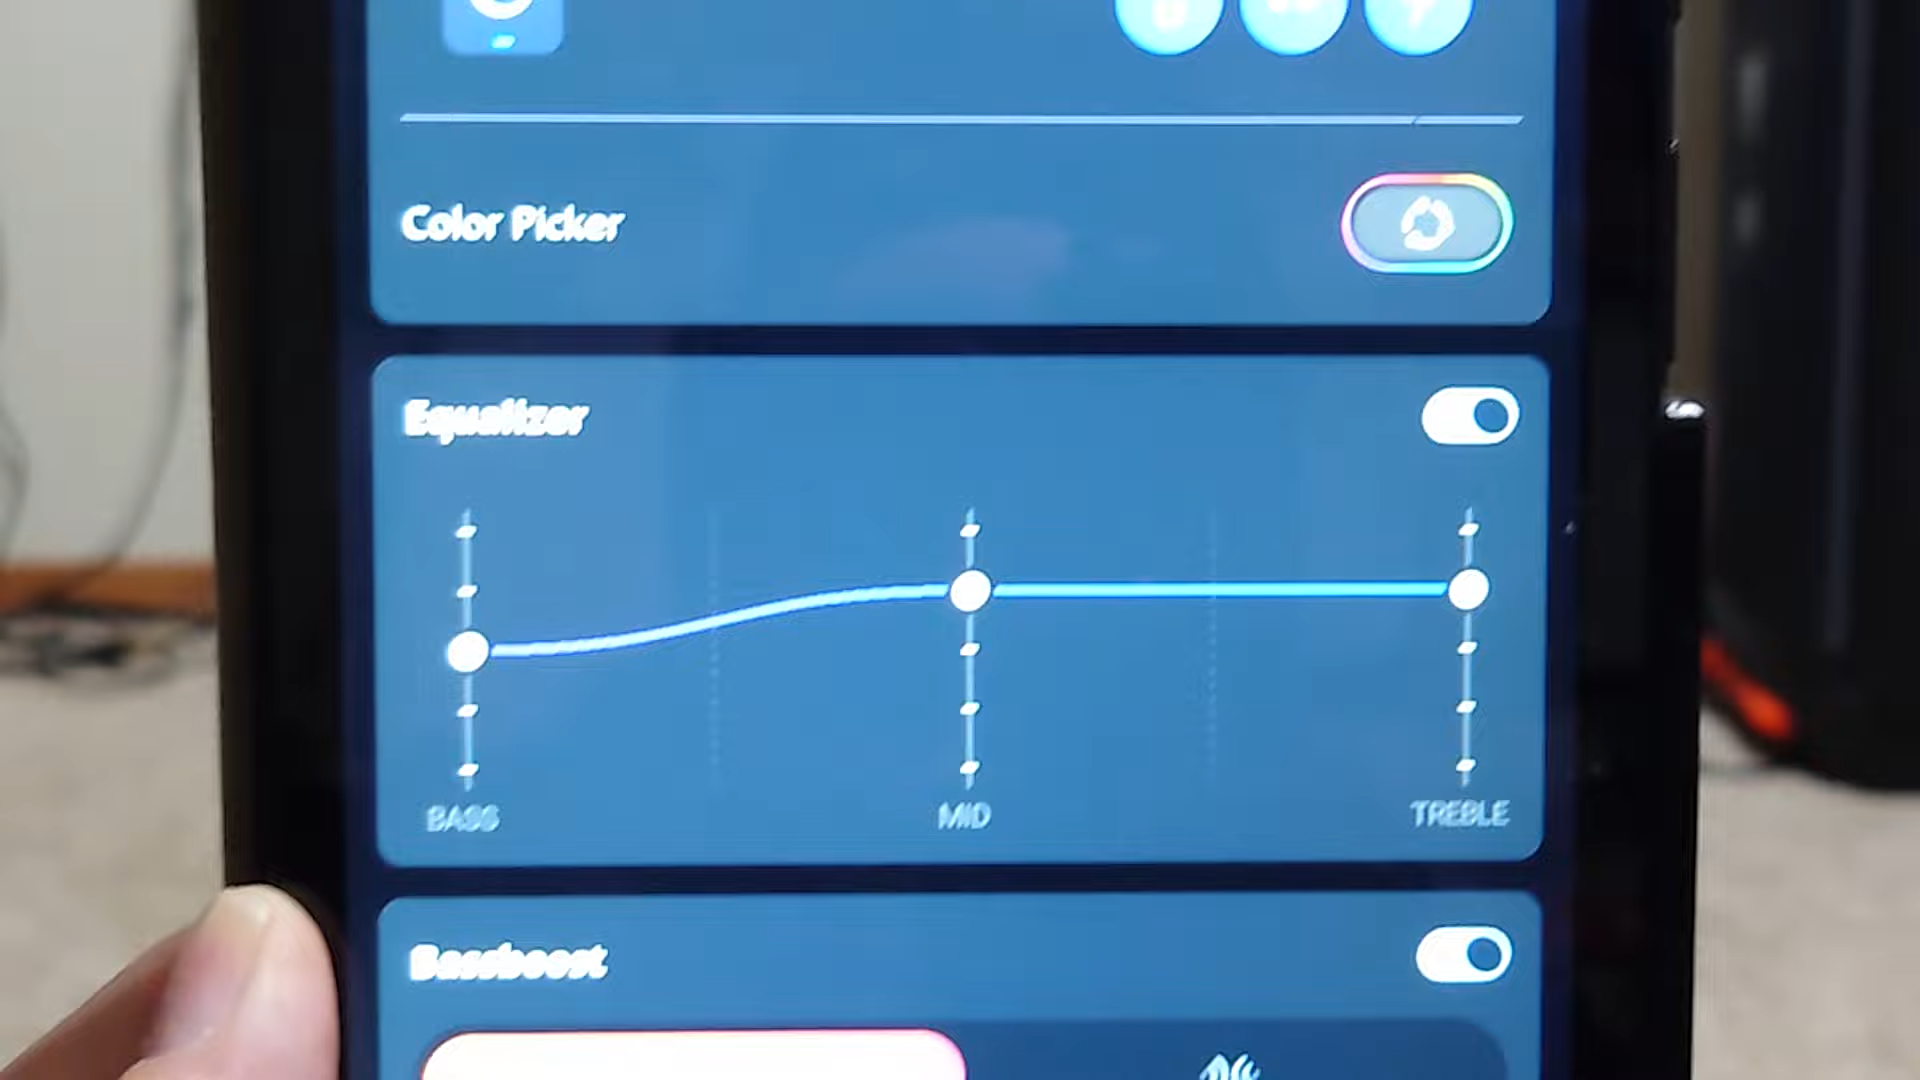 Color Picker
Equalizer
BASS
MID
TREBLE
Bassboost